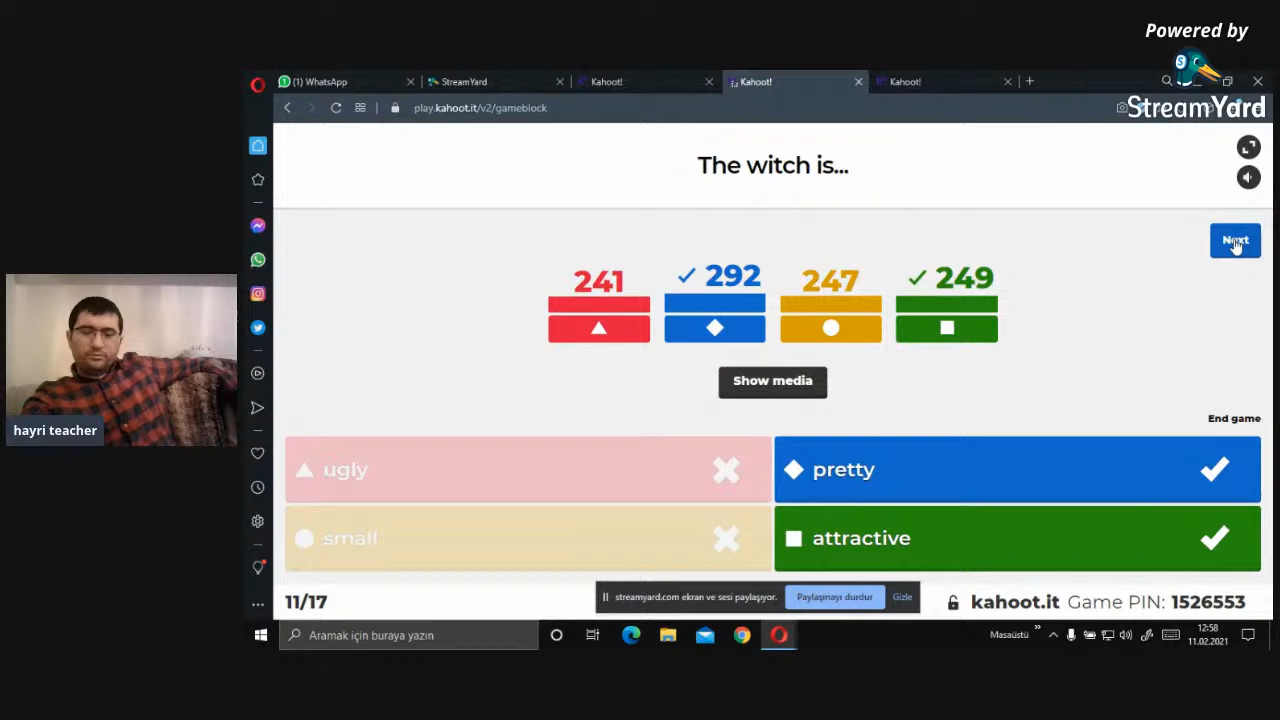 Powered by
StreamYard
(1) WhatsApp
StreamYard
Kahoot!
Kahoot!
Kahoot!
play.kahoot.it/v2/gameblock
The witch is...
Next
241
292
247
249
Show media
hayri teacher
End game
ugly
pretty
small
attractive
streamyard.com ekran ve sesi paylaşıyor.
Paylaşmayı durdur
Gizle
11/17
kahoot.it Game PIN: 1526553
Aramak için buraya yazın
Masaüstü
12:58
11.02.2021